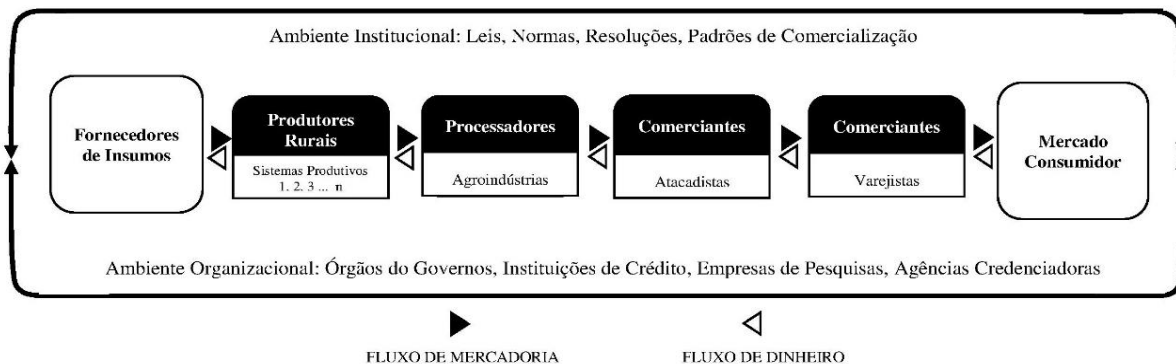 Ambiente Institucional: Leis, Normas, Resoluções, Padrões de Comercialização
Fornecedores
de Insumos
Produtores
Rurais
Sistemas Produtivos
1. 2. 3 ... n
Processadores
Agroindústrias
Comerciantes
Atacadistas
Comerciantes
Varejistas
Mercado
Consumidor
Ambiente Organizacional: Órgãos do Governos, Instituições de Crédito, Empresas de Pesquisas, Agências Credenciadoras
FLUXO DE MERCADORIA
FLUXO DE DINHEIRO